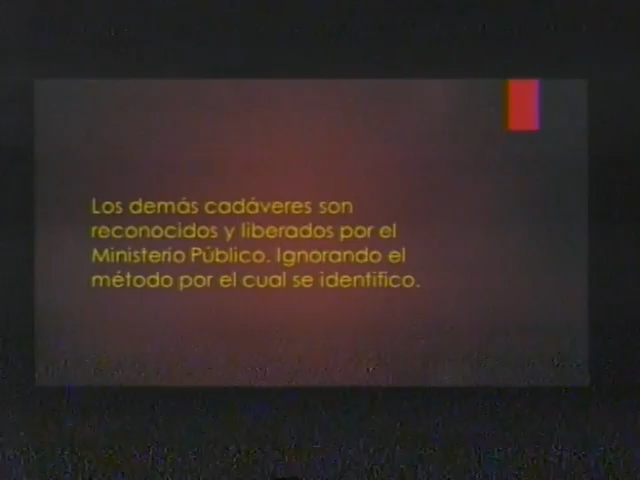 Los demás cadáveres son
reconocidos y liberados por el
Ministerio Público. Ignorando el
método por el cual se identifico.